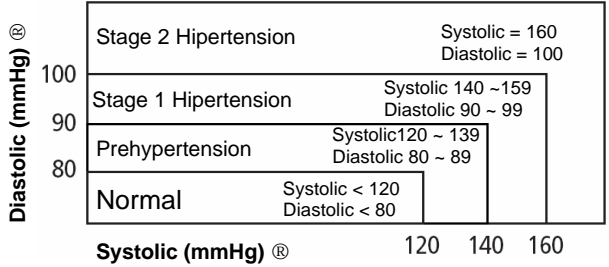 Diastolic (mmHg) ®
Stage 2 Hipertension
Systolic = 160
Diastolic = 100
100
Stage 1 Hipertension
Systolic 140 ~159
Diastolic 90 ~ 99
90
Prehypertension
Systolic120 ~ 139
Diastolic 80 ~ 89
80
Normal
Systolic < 120
Diastolic < 80
Systolic (mmHg) ®
120
140
160